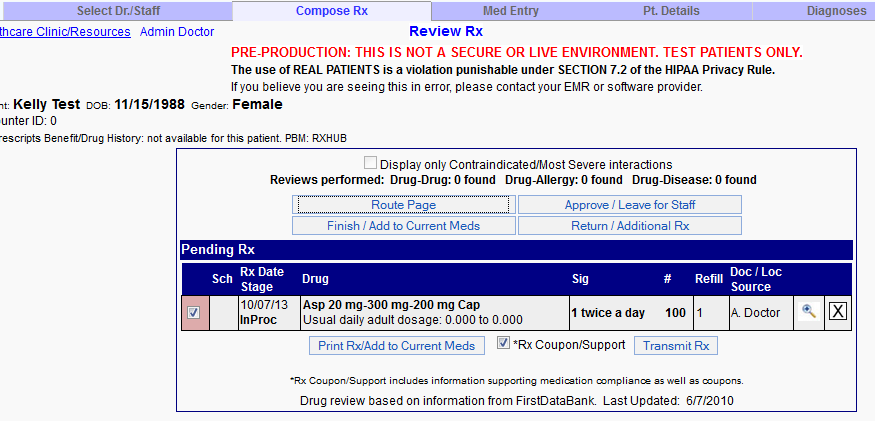 Select Dr./Staff Compose Rx Med Entry Pt. Details Diagnoses
thcare Clinic/Resources Admin Doctor Review Rx
PRE-PRODUCTION: THIS IS NOT A SECURE OR LIVE ENVIRONMENT. TEST PATIENTS ONLY.
The use of REAL PATIENTS is a violation punishable under SECTION 7.2 of the HIPAA Privacy Rule.
If you believe you are seeing this in error, please contact your EMR or software provider.
nt: Kelly Test DOB: 11/15/1988 Gender: Female
ounter ID: 0
rescripts Benefit/Drug History: not available for this patient. PBM: RXHUB
Display only Contraindicated/Most Severe interactions
Reviews performed: Drug-Drug: 0 found Drug-Allergy: 0 found Drug-Disease: 0 found
Route Page Approve / Leave for Staff
Finish / Add to Current Meds Return / Additional Rx
Pending Rx
Sch Rx Date Stage Drug Sig # Refill Doc / Loc Source
10/07/13 Asp 20 mg-300 mg-200 mg Cap 1 twice a day 100 1 A. Doctor X
InProc Usual daily adult dosage: 0.000 to 0.000
Print Rx/Add to Current Meds *Rx Coupon/Support Transmit Rx
*Rx Coupon/Support includes information supporting medication compliance as well as coupons.
Drug review based on information from FirstDataBank. Last Updated: 6/7/2010